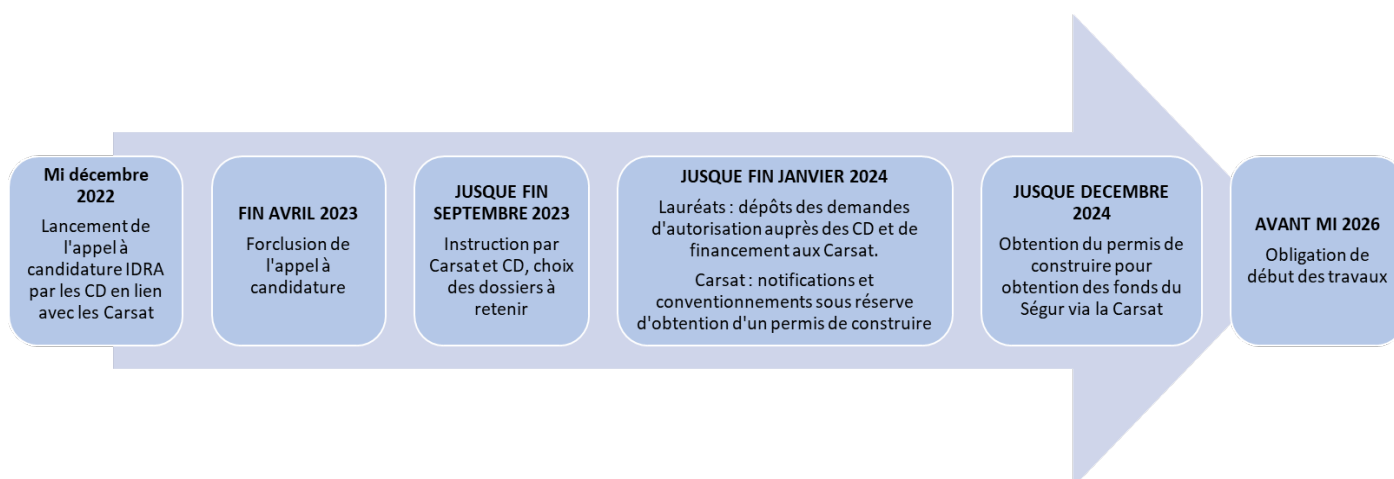 Mi décembre
2022
Lancement de
l'appel à
candidature IDRA
par les CD en lien
avec les Carsat
FIN AVRIL 2023
Forclusion de
l'appel à
candidature
JUSQUE FIN
SEPTEMBRE 2023
Instruction par
Carsat et CD, choix
des dossiers à
retenir
JUSQUE FIN JANVIER 2024
Lauréats : dépôts des demandes
d'autorisation auprès des CD et de
financement aux Carsat.
Carsat : notifications et
conventionnements sous réserve
d'obtention d'un permis de construire
JUSQUE DECEMBRE
2024
Obtention du permis de
construire pour
obtention des fonds du
Ségur via la Carsat
AVANT MI 2026
Obligation de
début des travaux